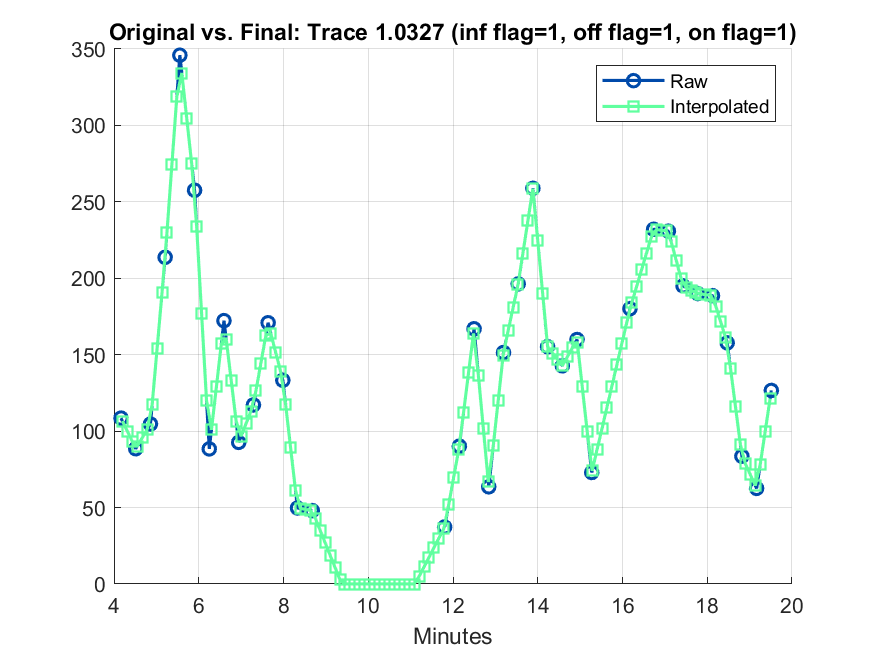 Original vs. Final: Trace 1.0327 (inf flag=1, off flag=1, on flag=1)
350
300
250
200
150
100
50
0
Raw
Interpolated
4 6 8 10 12 14 16 18 20
Minutes